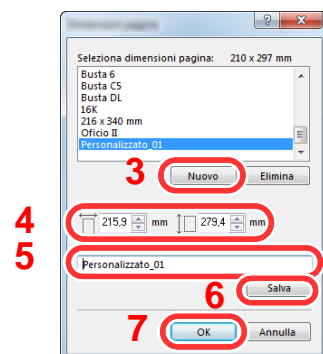 Dimensioni pagina
Seleziona dimensioni pagina: 210 x 297 mm
Busta 6
Busta C5
Busta DL
16K
216 x 340 mm
Oficio II
Personalizzato_01
3 Nuovo Elimina
4 215,9 mm 279,4 mm
5 Personalizzato_01
6 Salva
7 OK Annulla